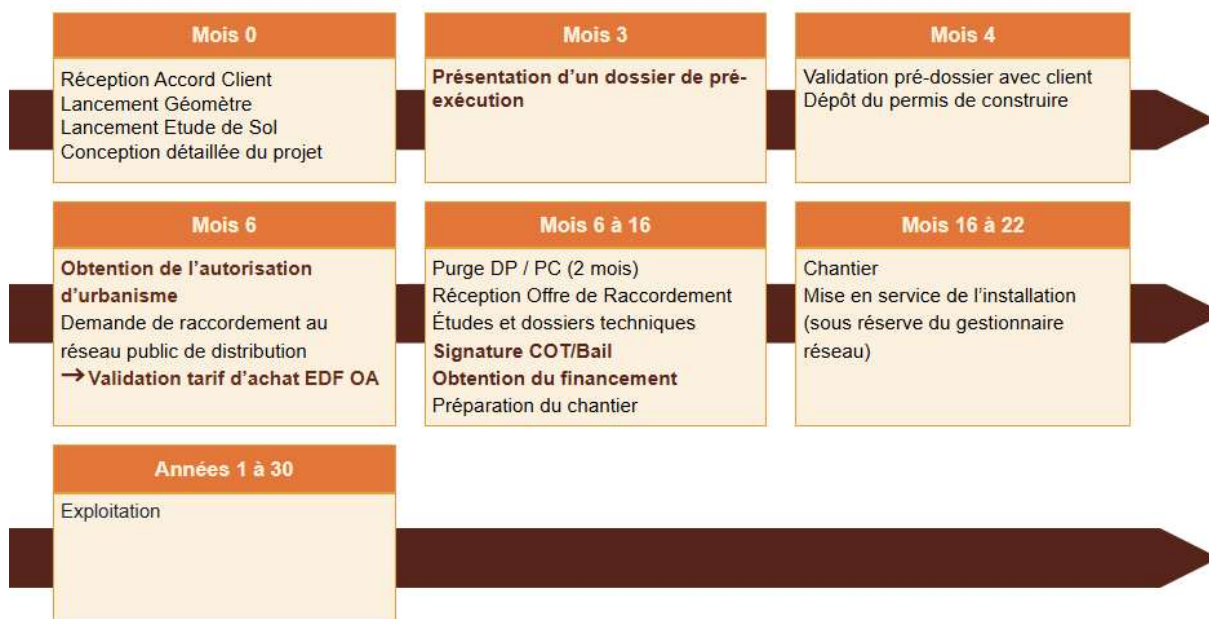 Mois 0
Réception Accord Client
Lancement Géomètre
Lancement Etude de Sol
Conception détaillée du projet
Mois 3
Présentation d'un dossier de pré-
exécution
Mois 4
Validation pré-dossier avec client
Dépôt du permis de construire
Mois 6
Obtention de l'autorisation
d'urbanisme
Demande de raccordement au
réseau public de distribution
→ Validation tarif d'achat EDF OA
Mois 6 à 16
Purge DP / PC (2 mois)
Réception Offre de Raccordement
Études et dossiers techniques
Signature COT/Bail
Obtention du financement
Préparation du chantier
Mois 16 à 22
Chantier
Mise en service de l'installation
(sous réserve du gestionnaire
réseau)
Années 1 à 30
Exploitation